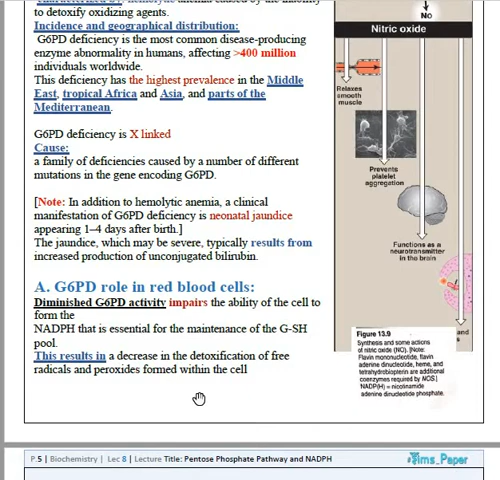 to detoxify oxidizing agents.
Incidence and geographical distribution:
G6PD deficiency is the most common disease-producing
enzyme abnormality in humans, affecting >400 million
individuals worldwide.
This deficiency has the highest prevalence in the Middle
East, tropical Africa and Asia, and parts of the
Mediterranean.
G6PD deficiency is X linked
Cause:
a family of deficiencies caused by a number of different
mutations in the gene encoding G6PD.
[Note: In addition to hemolytic anemia, a clinical
manifestation of G6PD deficiency is neonatal jaundice
appearing 1–4 days after birth.]
The jaundice, which may be severe, typically results from
increased production of unconjugated bilirubin.
A. G6PD role in red blood cells:
Diminished G6PD activity impairs the ability of the cell to
form the
NADPH that is essential for the maintenance of the G-SH
pool.
This results in a decrease in the detoxification of free
radicals and peroxides formed within the cell
NO
Nitric oxide
Relaxes
smooth
muscle
Prevents
platelet
aggregation
Functions as a
neurotransmitter
in the brain
and
Figure 13.9
Synthesis and some actions
of nitric oxide (NO). [Note:
Flavin mononucleotide, flavin
adenine dinucleotide, heme, and
tetrahydrobiopterin are additional
coenzymes required by NOS.]
NADP(H) = nicotinamide
adenine dinucleotide phosphate.
P.5 | Biochemistry | Lec 8 | Lecture Title: Pentose Phosphate Pathway and NADPH
Sims_Paper